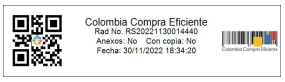 Colombia Compra Eficiente
Rad No. RS20221130014440
Anexos: No Con copia: No
Fecha: 30/11/2022 18:34:20
Colombia Compra Eficiente